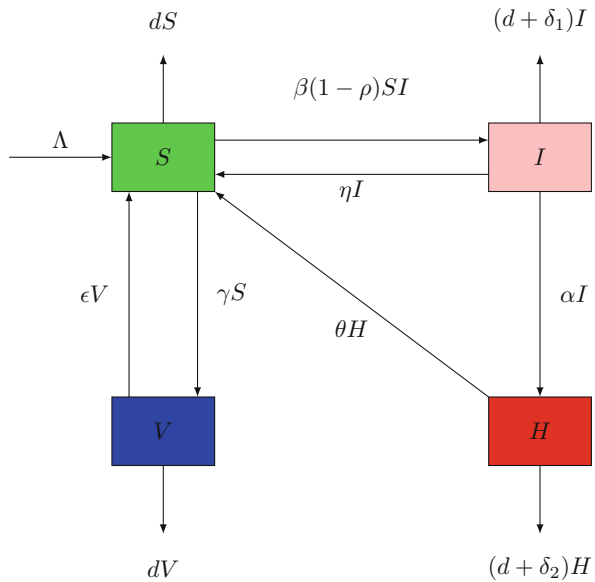 dS
(d + δ₁)I
β(1 − ρ)SI
Λ
S
I
ηI
ϵV
γS
θH
αI
V
H
dV
(d + δ₂)H